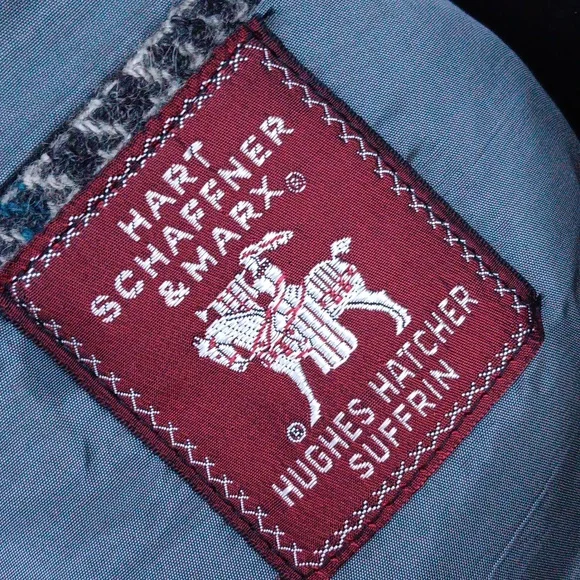 HART
SCHAFFNER
& MARX®
®
HUGHES HATCHER
SUFFRIN